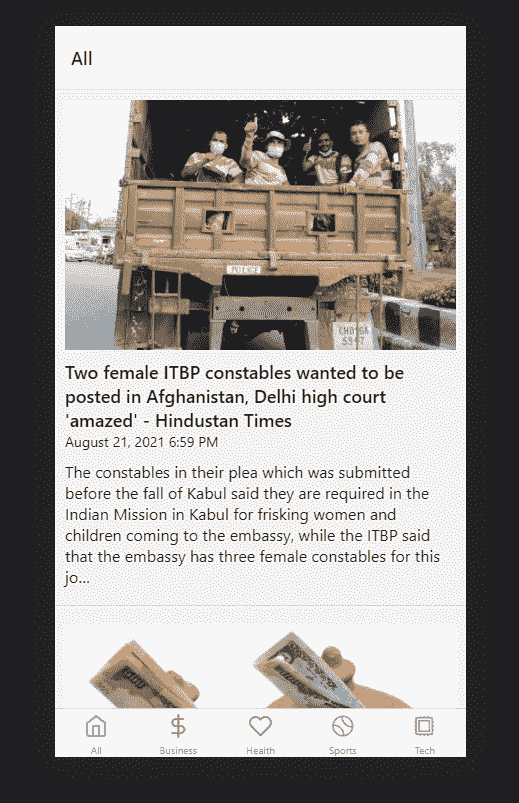 All
POLICE
CH01GA
5347
Two female ITBP constables wanted to be
posted in Afghanistan, Delhi high court
'amazed' - Hindustan Times
August 21, 2021 6:59 PM
The constables in their plea which was submitted
before the fall of Kabul said they are required in the
Indian Mission in Kabul for frisking women and
children coming to the embassy, while the ITBP said
that the embassy has three female constables for this
jo...
All Business Health Sports Tech